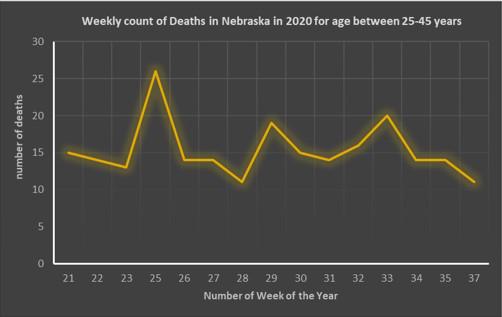 Weekly count of Deaths in Nebraska in 2020 for age between 25-45 years
30
25
20
15
10
5
0
number of deaths
21 22 23 25 26 27 28 29 30 31 32 33 34 35 37
Number of Week of the Year